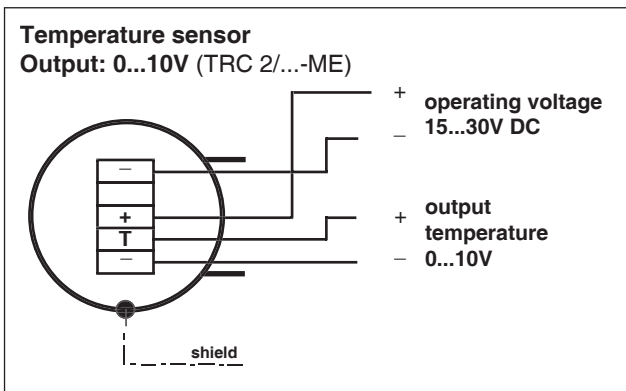 Temperature sensor
Output: 0...10V (TRC 2/...-ME)
+ operating voltage
– 15...30V DC
–
+
T
–
+ output
temperature
– 0...10V
shield